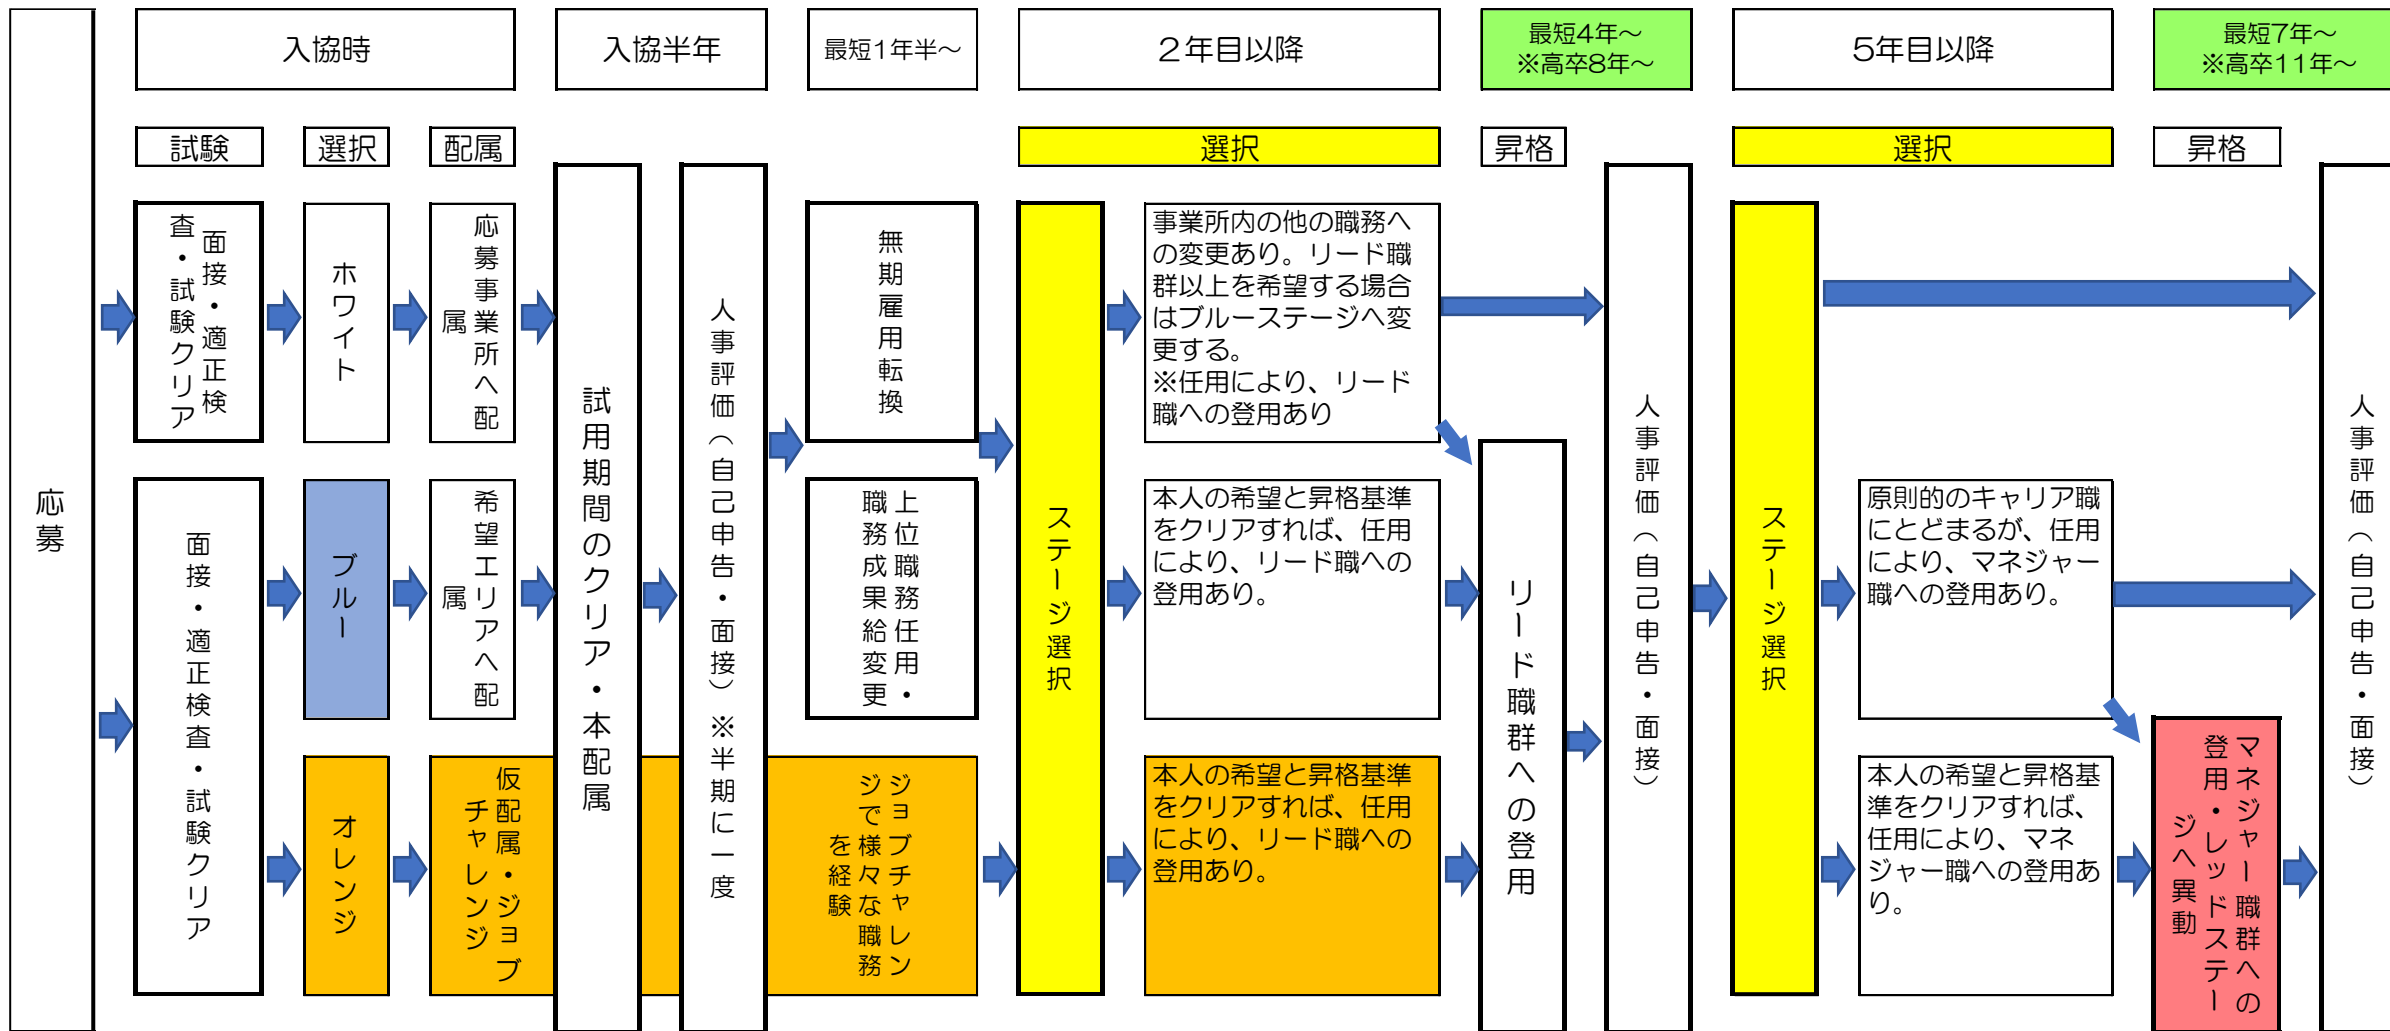 入協時
入協半年
最短1年半～
２年目以降
最短4年～
※高卒8年～
5年目以降
最短7年～
※高卒11年～
試験
選択
配属
選択
昇格
選択
昇格
応募
面接・適正検
査・試験クリア
ホワイト
応募事業所へ配
属
面接・適正検査・試験クリア
ブルー
希望エリアへ配
属
オレンジ
仮配属・ジョブ
チャレンジ
試用期間のクリア・本配属
人事評価（自己申告・面接）※半期に一度
無期雇用転換
上位職務任用・
職務成果給変更
ジョブチャレン
ジで様々な職務
を経験
ステージ選択
事業所内の他の職務へ
の変更あり。リード職
群以上を希望する場合
はブルーステージへ変
更する。
※任用により、リード
職への登用あり
本人の希望と昇格基準
をクリアすれば、任用
により、リード職への
登用あり。
本人の希望と昇格基準
をクリアすれば、任用
により、リード職への
登用あり。
リード職群への登用
人事評価（自己申告・面接）
ステージ選択
原則的のキャリア職
にとどまるが、任用
により、マネジャー
職への登用あり。
本人の希望と昇格基
準をクリアすれば、
任用により、マネ
ジャー職への登用あ
り。
マネジャー職群への
登用・レッドステー
ジへ異動
人事評価（自己申告・面接）